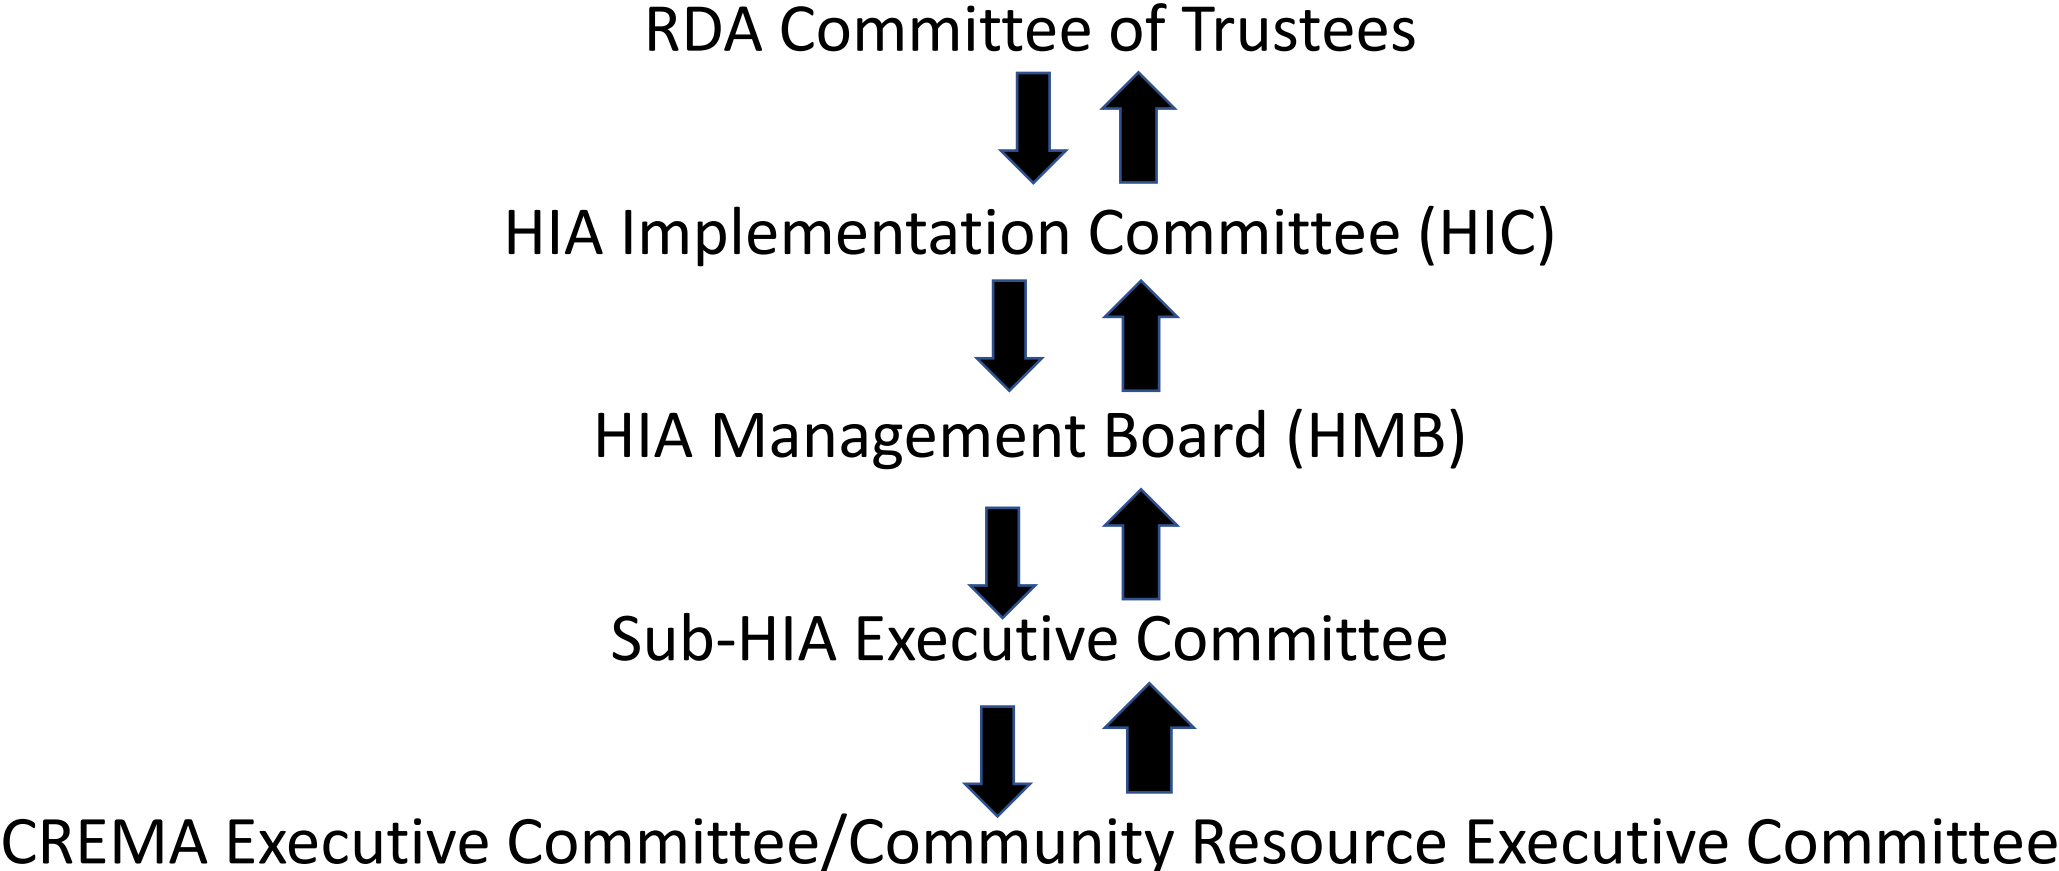 RDA Committee of Trustees
HIA Implementation Committee (HIC)
HIA Management Board (HMB)
Sub-HIA Executive Committee
CREMA Executive Committee/Community Resource Executive Committee